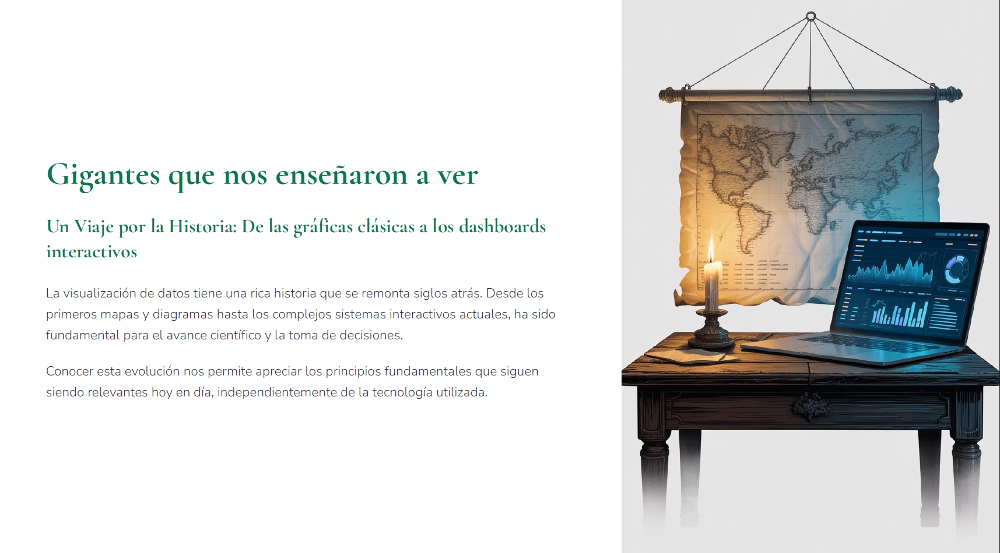 Gigantes que nos enseñaron a ver
Un Viaje por la Historia: De las gráficas clásicas a los dashboards
interactivos
La visualización de datos tiene una rica historia que se remonta siglos atrás. Desde los
primeros mapas y diagramas hasta los complejos sistemas interactivos actuales, ha sido
fundamental para el avance científico y la toma de decisiones.
Conocer esta evolución nos permite apreciar los principios fundamentales que siguen
siendo relevantes hoy en día, independientemente de la tecnología utilizada.